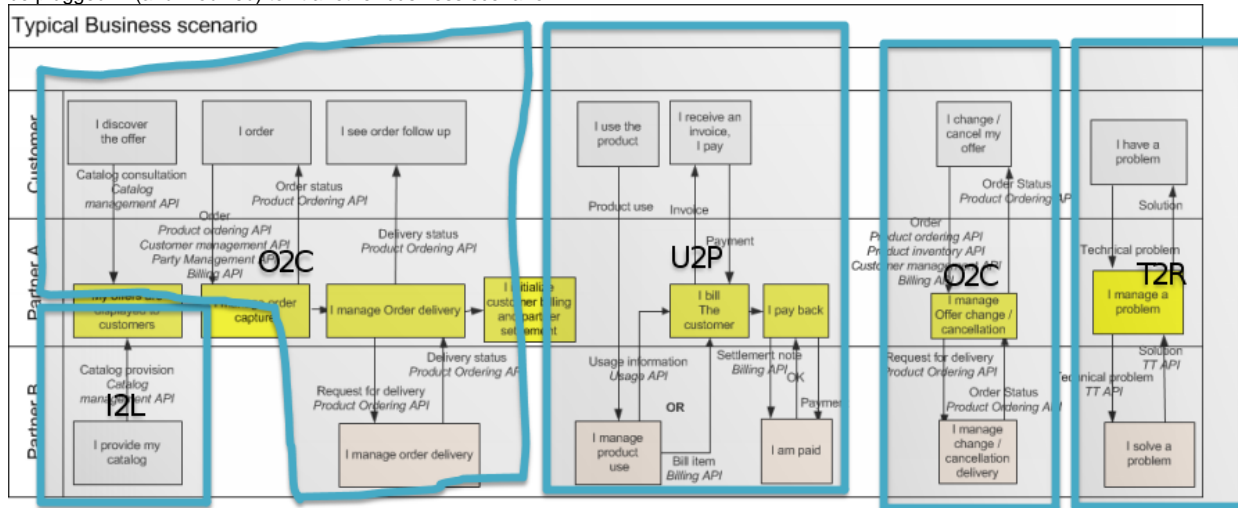 Typical Business scenario
Customer
I discover
the offer
I order
I see order follow up
I use the
product
I receive an
invoice,
I pay
I change /
cancel my
offer
I have a
problem
Catalog consultation
Catalog
management API
Order status
Product Ordering API
Order
Product ordering API
Customer management API
Party Management API
Billing API
Delivery status
Product Ordering API
Product use
Invoice
Payment
Order Status
Product Ordering API
Order
Product ordering API
Product inventory API
Customer management API
Billing API
Solution
Technical problem
Partner A
O2C
U2P
O2C
T2R
My offers are
displayed to
customers
I manage order
capture
I manage Order delivery
I initialize
customer billing
and partner
settlement
I bill
The
customer
I pay back
I manage
Offer change /
cancellation
I manage a
problem
Partner B
Catalog provision
Catalog
management API
I2L
I provide my
catalog
Request for delivery
Product Ordering API
Delivery status
Product Ordering API
I manage order delivery
Usage information
Usage API
OR
Settlement note
Billing API
OK
I manage
product
use
Bill item
Billing API
I am paid
Request for delivery
Product Ordering API
Order Status
Product Ordering API
I manage
change /
cancellation
delivery
Technical problem
TT API
Solution
TT API
I solve a
problem